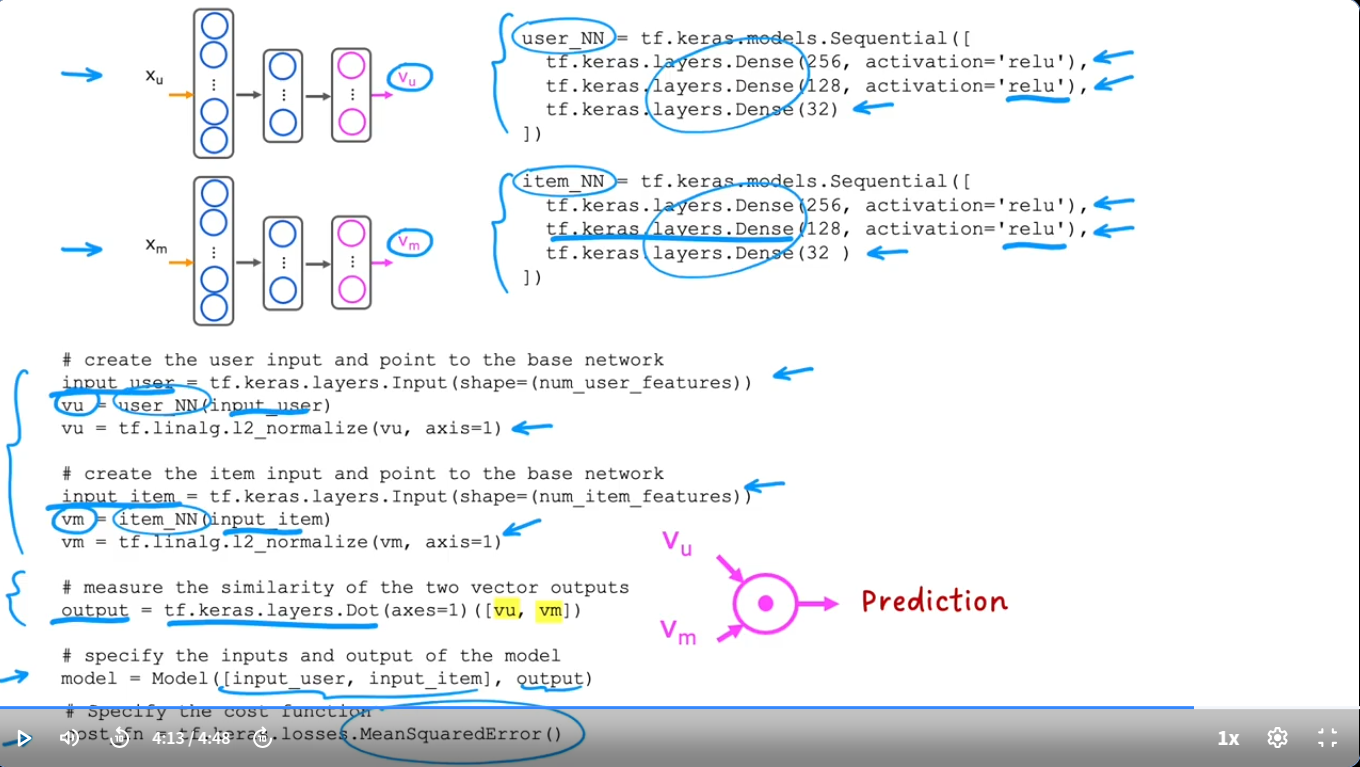 x_u
v_u
user_NN = tf.keras.models.Sequential([
tf.keras.layers.Dense(256, activation='relu'),
tf.keras.layers.Dense(128, activation='relu'),
tf.keras.layers.Dense(32)
])
x_m
v_m
item_NN = tf.keras.models.Sequential([
tf.keras.layers.Dense(256, activation='relu'),
tf.keras.layers.Dense(128, activation='relu'),
tf.keras.layers.Dense(32 )
])
# create the user input and point to the base network
input_user = tf.keras.layers.Input(shape=(num_user_features))
vu = user_NN(input_user)
vu = tf.linalg.l2_normalize(vu, axis=1)
# create the item input and point to the base network
input_item = tf.keras.layers.Input(shape=(num_item_features))
vm = item_NN(input_item)
vm = tf.linalg.l2_normalize(vm, axis=1)
v_u
v_m
Prediction
# measure the similarity of the two vector outputs
output = tf.keras.layers.Dot(axes=1)([vu, vm])
# specify the inputs and output of the model
model = Model([input_user, input_item], output)
# Specify the cost function
cost_fn = tf.keras.losses.MeanSquaredError()
4:13 / 4:48
10
10
1x